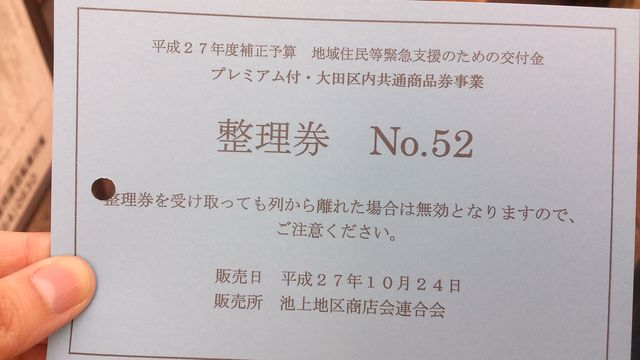 平成２７年度補正予算　地域住民等緊急支援のための交付金
プレミアム付・大田区内共通商品券事業
整理券　No.52
整理券を受け取っても列から離れた場合は無効となりますので、
ご注意ください。
販売日　平成２７年１０月２４日
販売所　池上地区商店会連合会